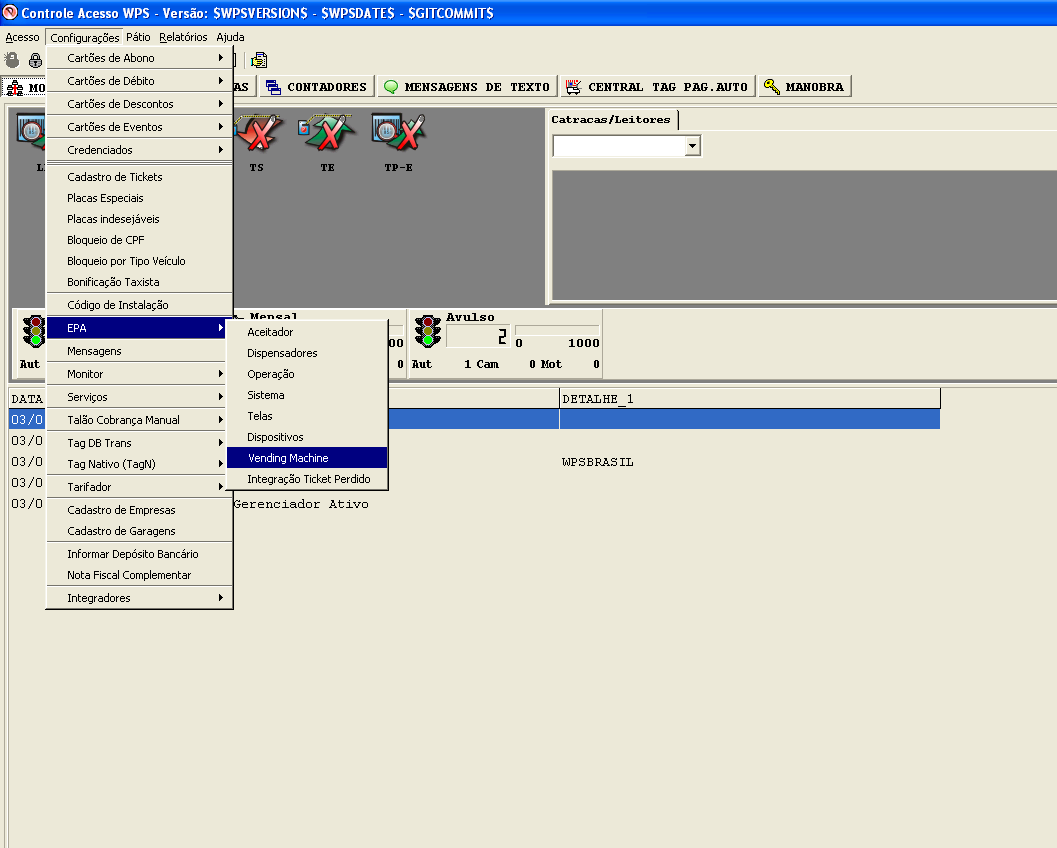 Controle Acesso WPS - Versão: $WPSVERSION$ - $WPSDATE$ - $GITCOMMIT$
Acesso Configurações Pátio Relatórios Ajuda
MO AS CONTADORES MENSAGENS DE TEXTO CENTRAL TAG PAG.AUTO MANOBRA
Cartões de Abono
Cartões de Débito
Cartões de Descontos
Cartões de Eventos
Credenciados
Cadastro de Tickets
Placas Especiais
Placas indesejáveis
Bloqueio de CPF
Bloqueio por Tipo Veículo
Bonificação Taxista
Código de Instalação
EPA
Mensagens
Monitor
Serviços
Talão Cobrança Manual
Tag DB Trans
Tag Nativo (TagN)
Tarifador
Cadastro de Empresas
Cadastro de Garagens
Informar Depósito Bancário
Nota Fiscal Complementar
Integradores
Aceitador
Dispensadores
Operação
Sistema
Telas
Dispositivos
Vending Machine
Integração Ticket Perdido
TS TE TP-E
Catracas/Leitores
Mensal
00
0
Aut
Avulso
2 0 1000
Aut 1 Cam 0 Mot 0
DATA DETALHE_1
03/0
03/0
03/0 WPSBRASIL
03/0
03/0 Gerenciador Ativo